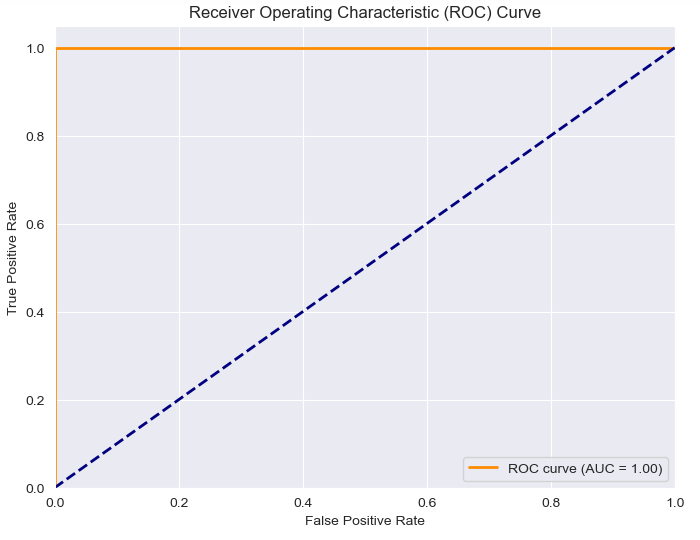 Receiver Operating Characteristic (ROC) Curve
1.0
0.8
0.6
0.4
0.2
0.0
True Positive Rate
ROC curve (AUC = 1.00)
0.0 0.2 0.4 0.6 0.8 1.0
False Positive Rate